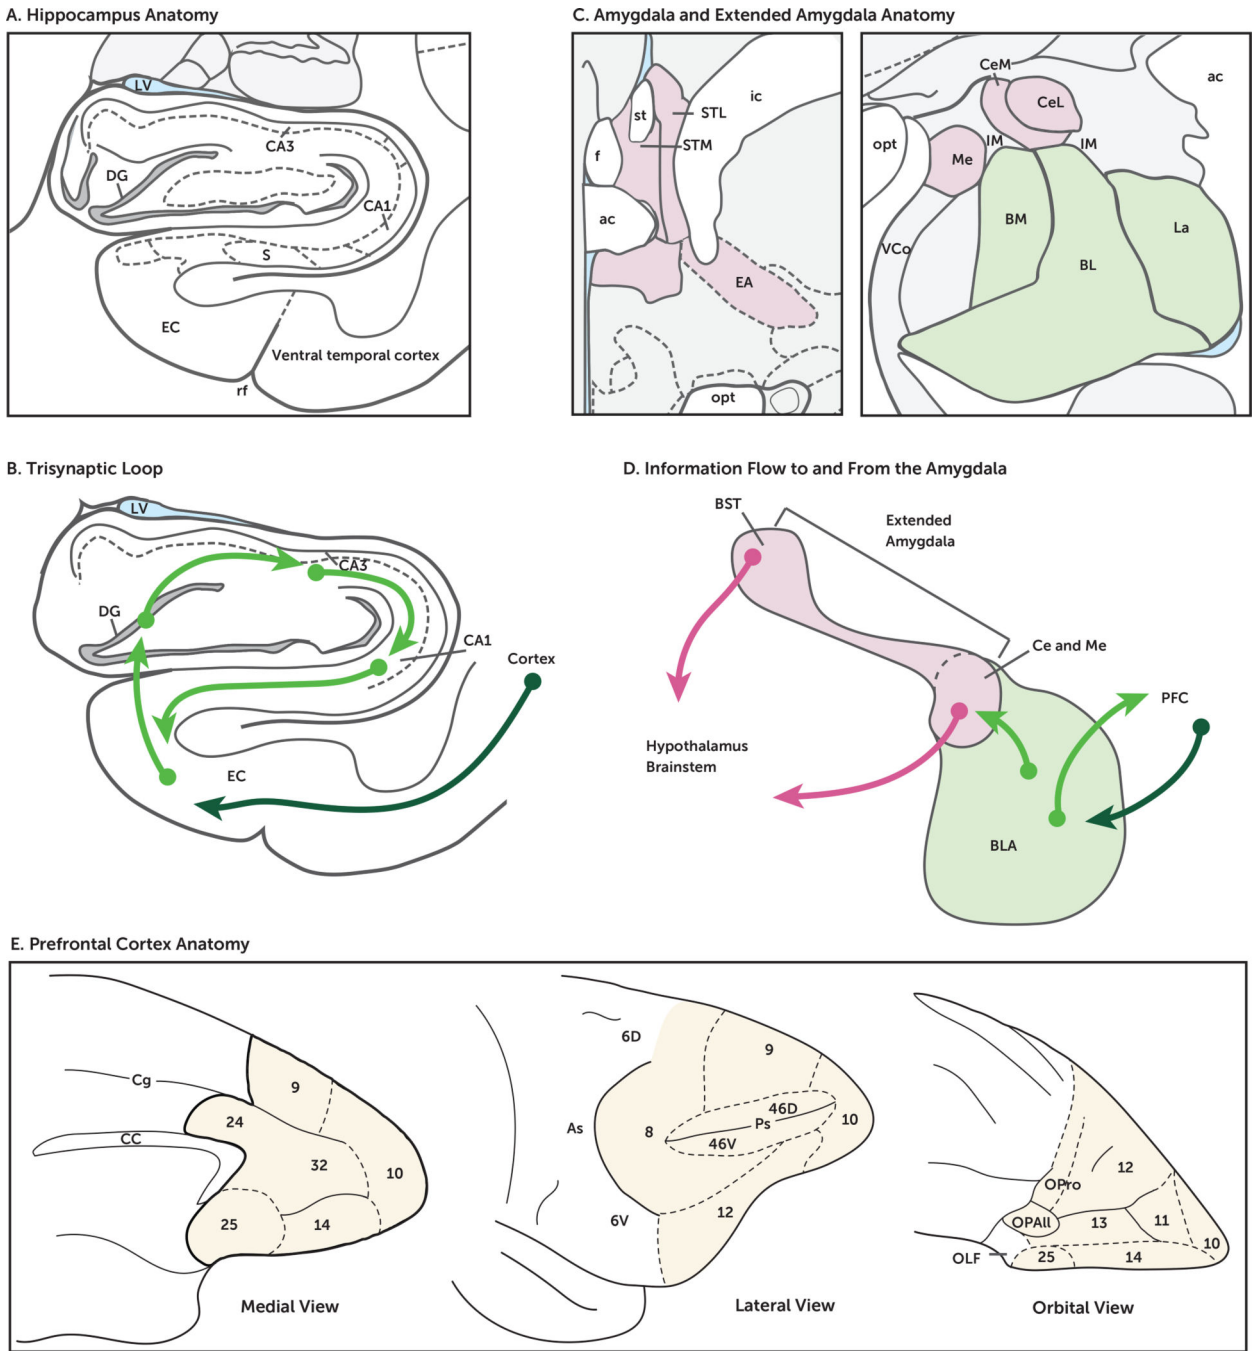 A. Hippocampus Anatomy
LV
CA3
DG
CA1
S
EC
Ventral temporal cortex
rf
C. Amygdala and Extended Amygdala Anatomy
ic
st
STL
STM
f
ac
EA
opt
CeM
ac
CeL
opt
IM
IM
Me
BM
La
VCo
BL
B. Trisynaptic Loop
LV
CA3
DG
CA1
Cortex
EC
D. Information Flow to and From the Amygdala
BST
Extended
Amygdala
Ce and Me
PFC
Hypothalamus
Brainstem
BLA
E. Prefrontal Cortex Anatomy
Cg
9
24
CC
32
10
25
14
Medial View
6D
9
46D
As
8
Ps
10
46V
6V
12
Lateral View
12
OPro
OPAll
13
11
10
OLF
25
14
Orbital View